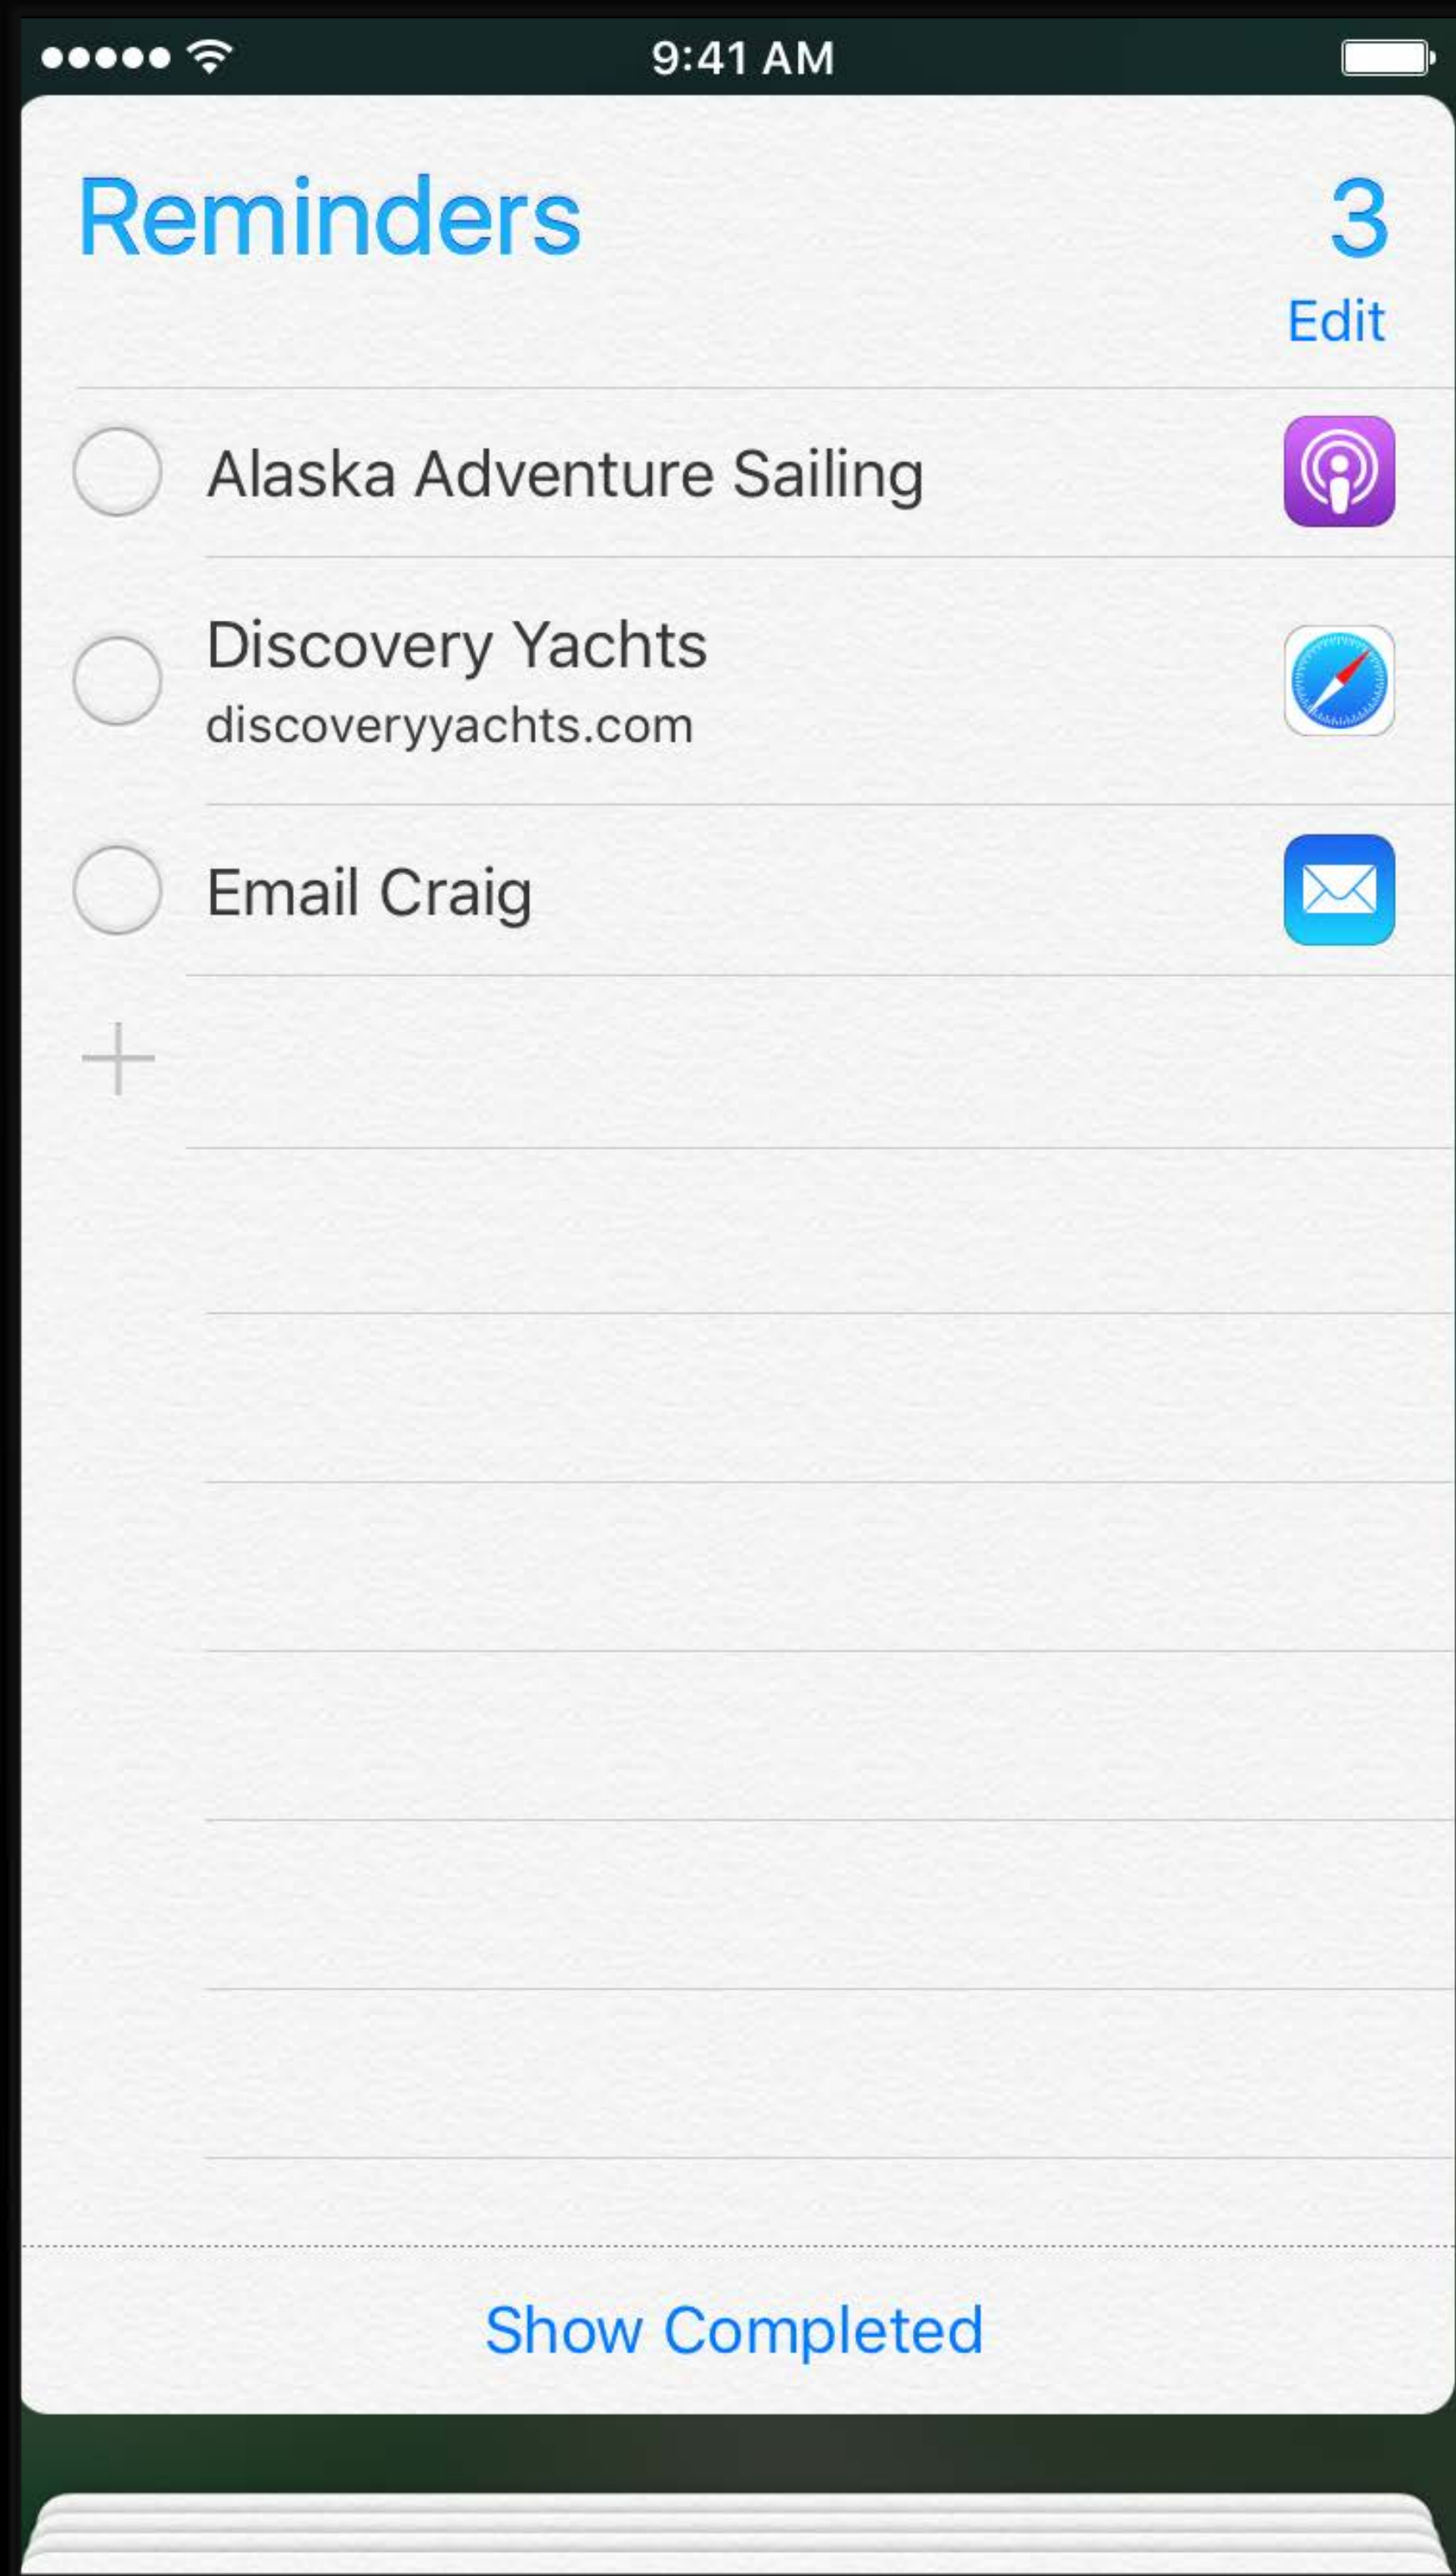 9:41 AM
Reminders 3
Edit
Alaska Adventure Sailing
Discovery Yachts
discoveryyachts.com
Email Craig
Show Completed